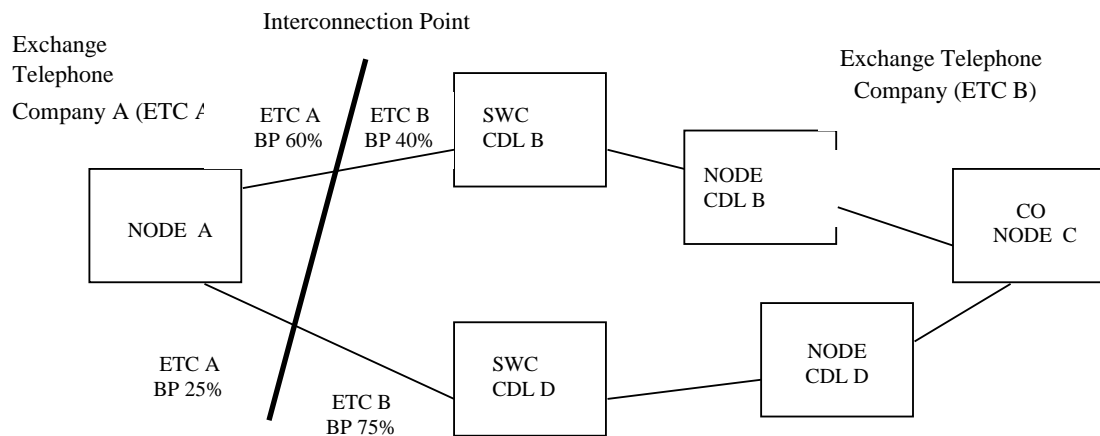 Interconnection Point
Exchange
Telephone
Company A (ETC A
Exchange Telephone
Company (ETC B)
ETC A
BP 60%
ETC B
BP 40%
SWC
CDL B
NODE
CDL B
NODE A
CO
NODE C
ETC A
BP 25%
ETC B
BP 75%
SWC
CDL D
NODE
CDL D